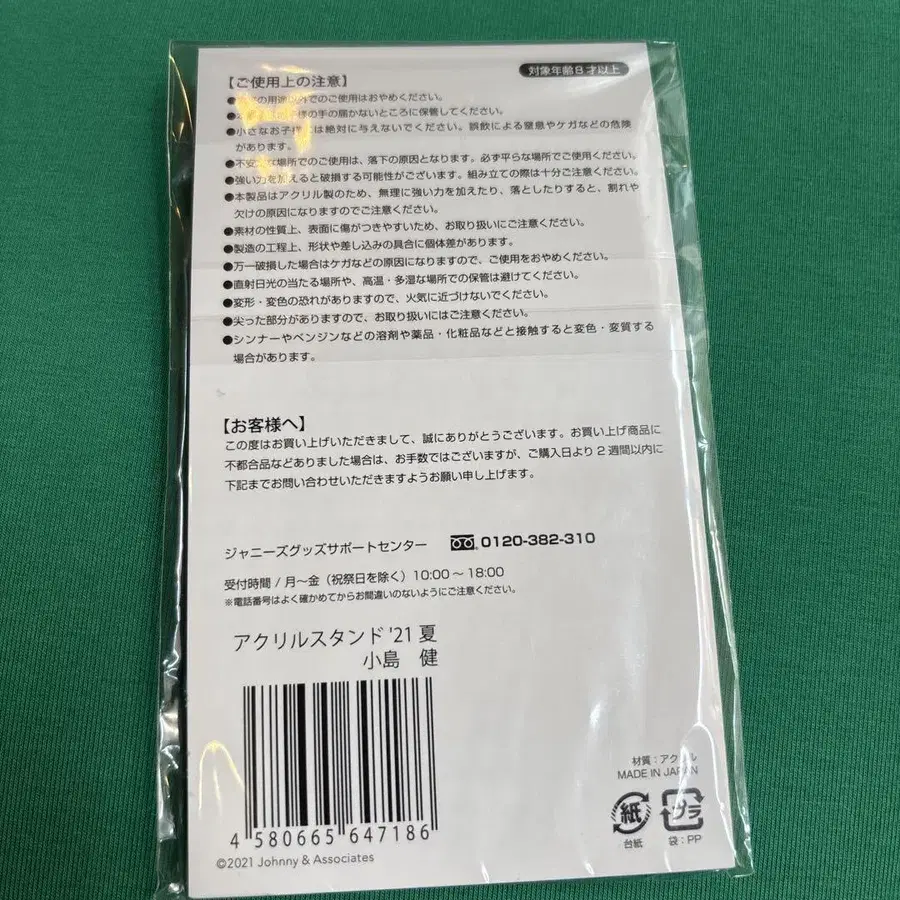 対象年齢8才以上
【ご使用上の注意】
の用途以外でのご使用はおやめください。
の手の届かないところに保管してください。
●小さなお子様には絶対に与えないでください。誤飲による窒息やケガなどの危険
があります。
●不安定な場所でのご使用は、落下の原因となります。必ず平らな場所でご使用ください。
●強い力を加えると破損する可能性がございます。組み立ての際は十分ご注意ください。
●本製品はアクリル製のため、無理に強い力を加えたり、落としたりすると、割れや
欠けの原因になりますのでご注意ください。
●素材の性質上、表面に傷がつきやすいため、お取り扱いにご注意ください。
●製造の工程上、形状や差し込みの具合に個体差があります。
●万一破損した場合はケガなどの原因になりますので、ご使用をおやめください。
●直射日光の当たる場所や、高温・多湿な場所での保管は避けてください。
●変形・変色の恐れがありますので、火気に近づけないでください。
●尖った部分がありますので、お取り扱いにはご注意ください。
●シンナーやベンジンなどの溶剤や薬品・化粧品などと接触すると変色・変質する
場合があります。
【お客様へ】
この度はお買い上げいただきまして、誠にありがとうございます。お買い上げ商品に
不都合品などありました場合は、お手数ではございますが、ご購入日より2週間以内に
下記までお問い合わせいただきますようお願い申し上げます。
ジャニーズグッズサポートセンター 0120-382-310
受付時間 / 月～金（祝祭日を除く）10:00～18:00
※電話番号はよく確かめてからお間違いのないようにご注意ください。
アクリルスタンド '21 夏
小島 健
4 580665 647186
©2021 Johnny & Associates
材質：アクリル
MADE IN JAPAN
紙 プラ
台紙 袋：PP